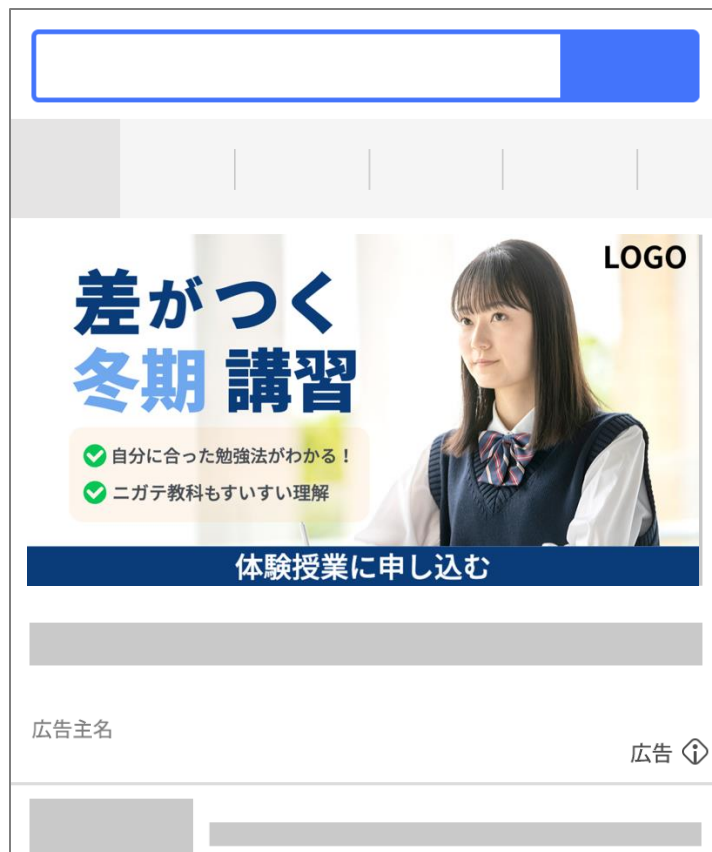 LOGO
差がつく
冬期 講習
自分に合った勉強法がわかる！
ニガテ教科もすいすい理解
体験授業に申し込む
広告主名
広告